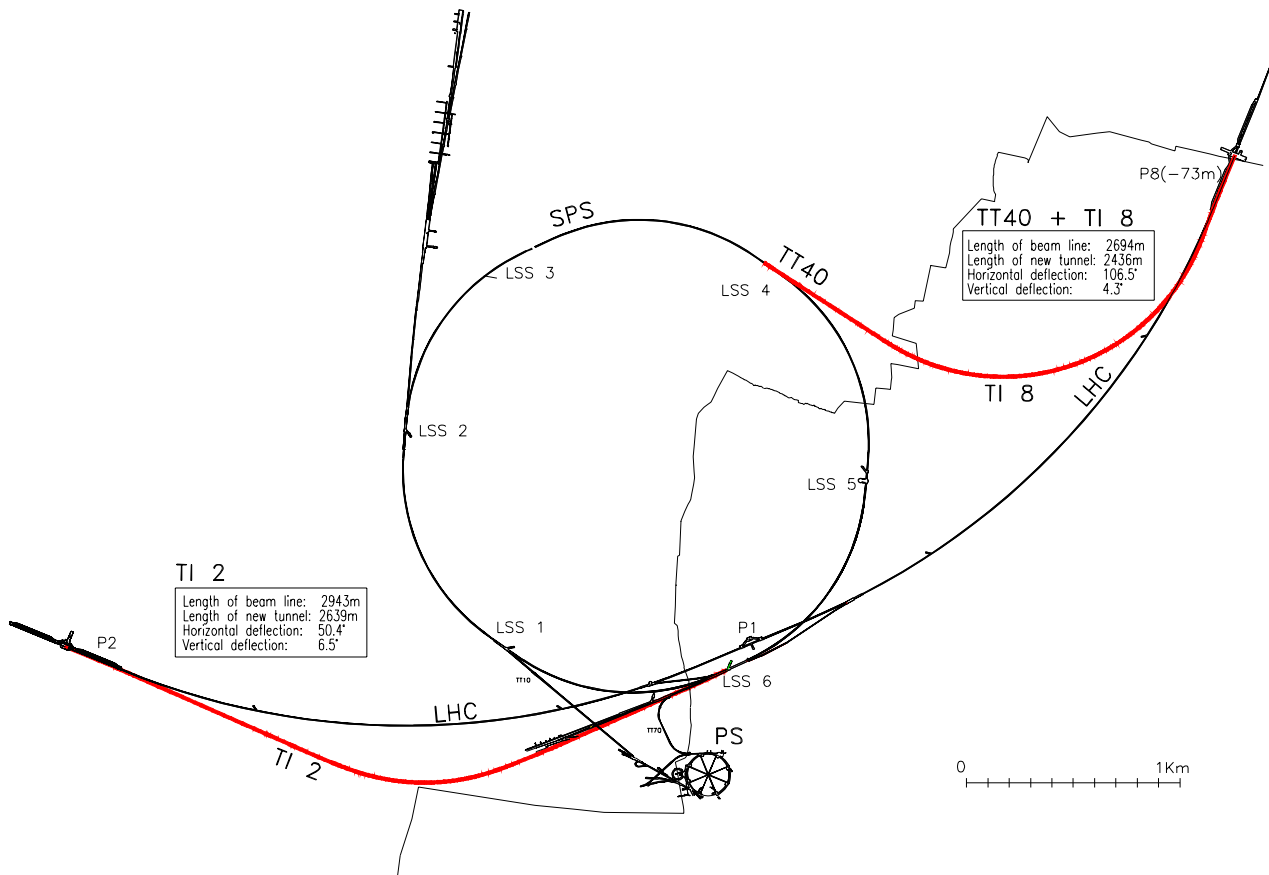 SPS
LSS 3
TT40
LSS 4
P8(-73m)
TT40 + TI 8
Length of beam line: 2694m
Length of new tunnel: 2436m
Horizontal deflection: 106.5°
Vertical deflection: 4.3°
TI 8
LHC
LSS 2
LSS 5
TI 2
Length of beam line: 2943m
Length of new tunnel: 2639m
Horizontal deflection: 50.4°
Vertical deflection: 6.5°
P2
LSS 1
P1
TT10
LSS 6
LHC
TT70
PS
TI 2
0 1Km